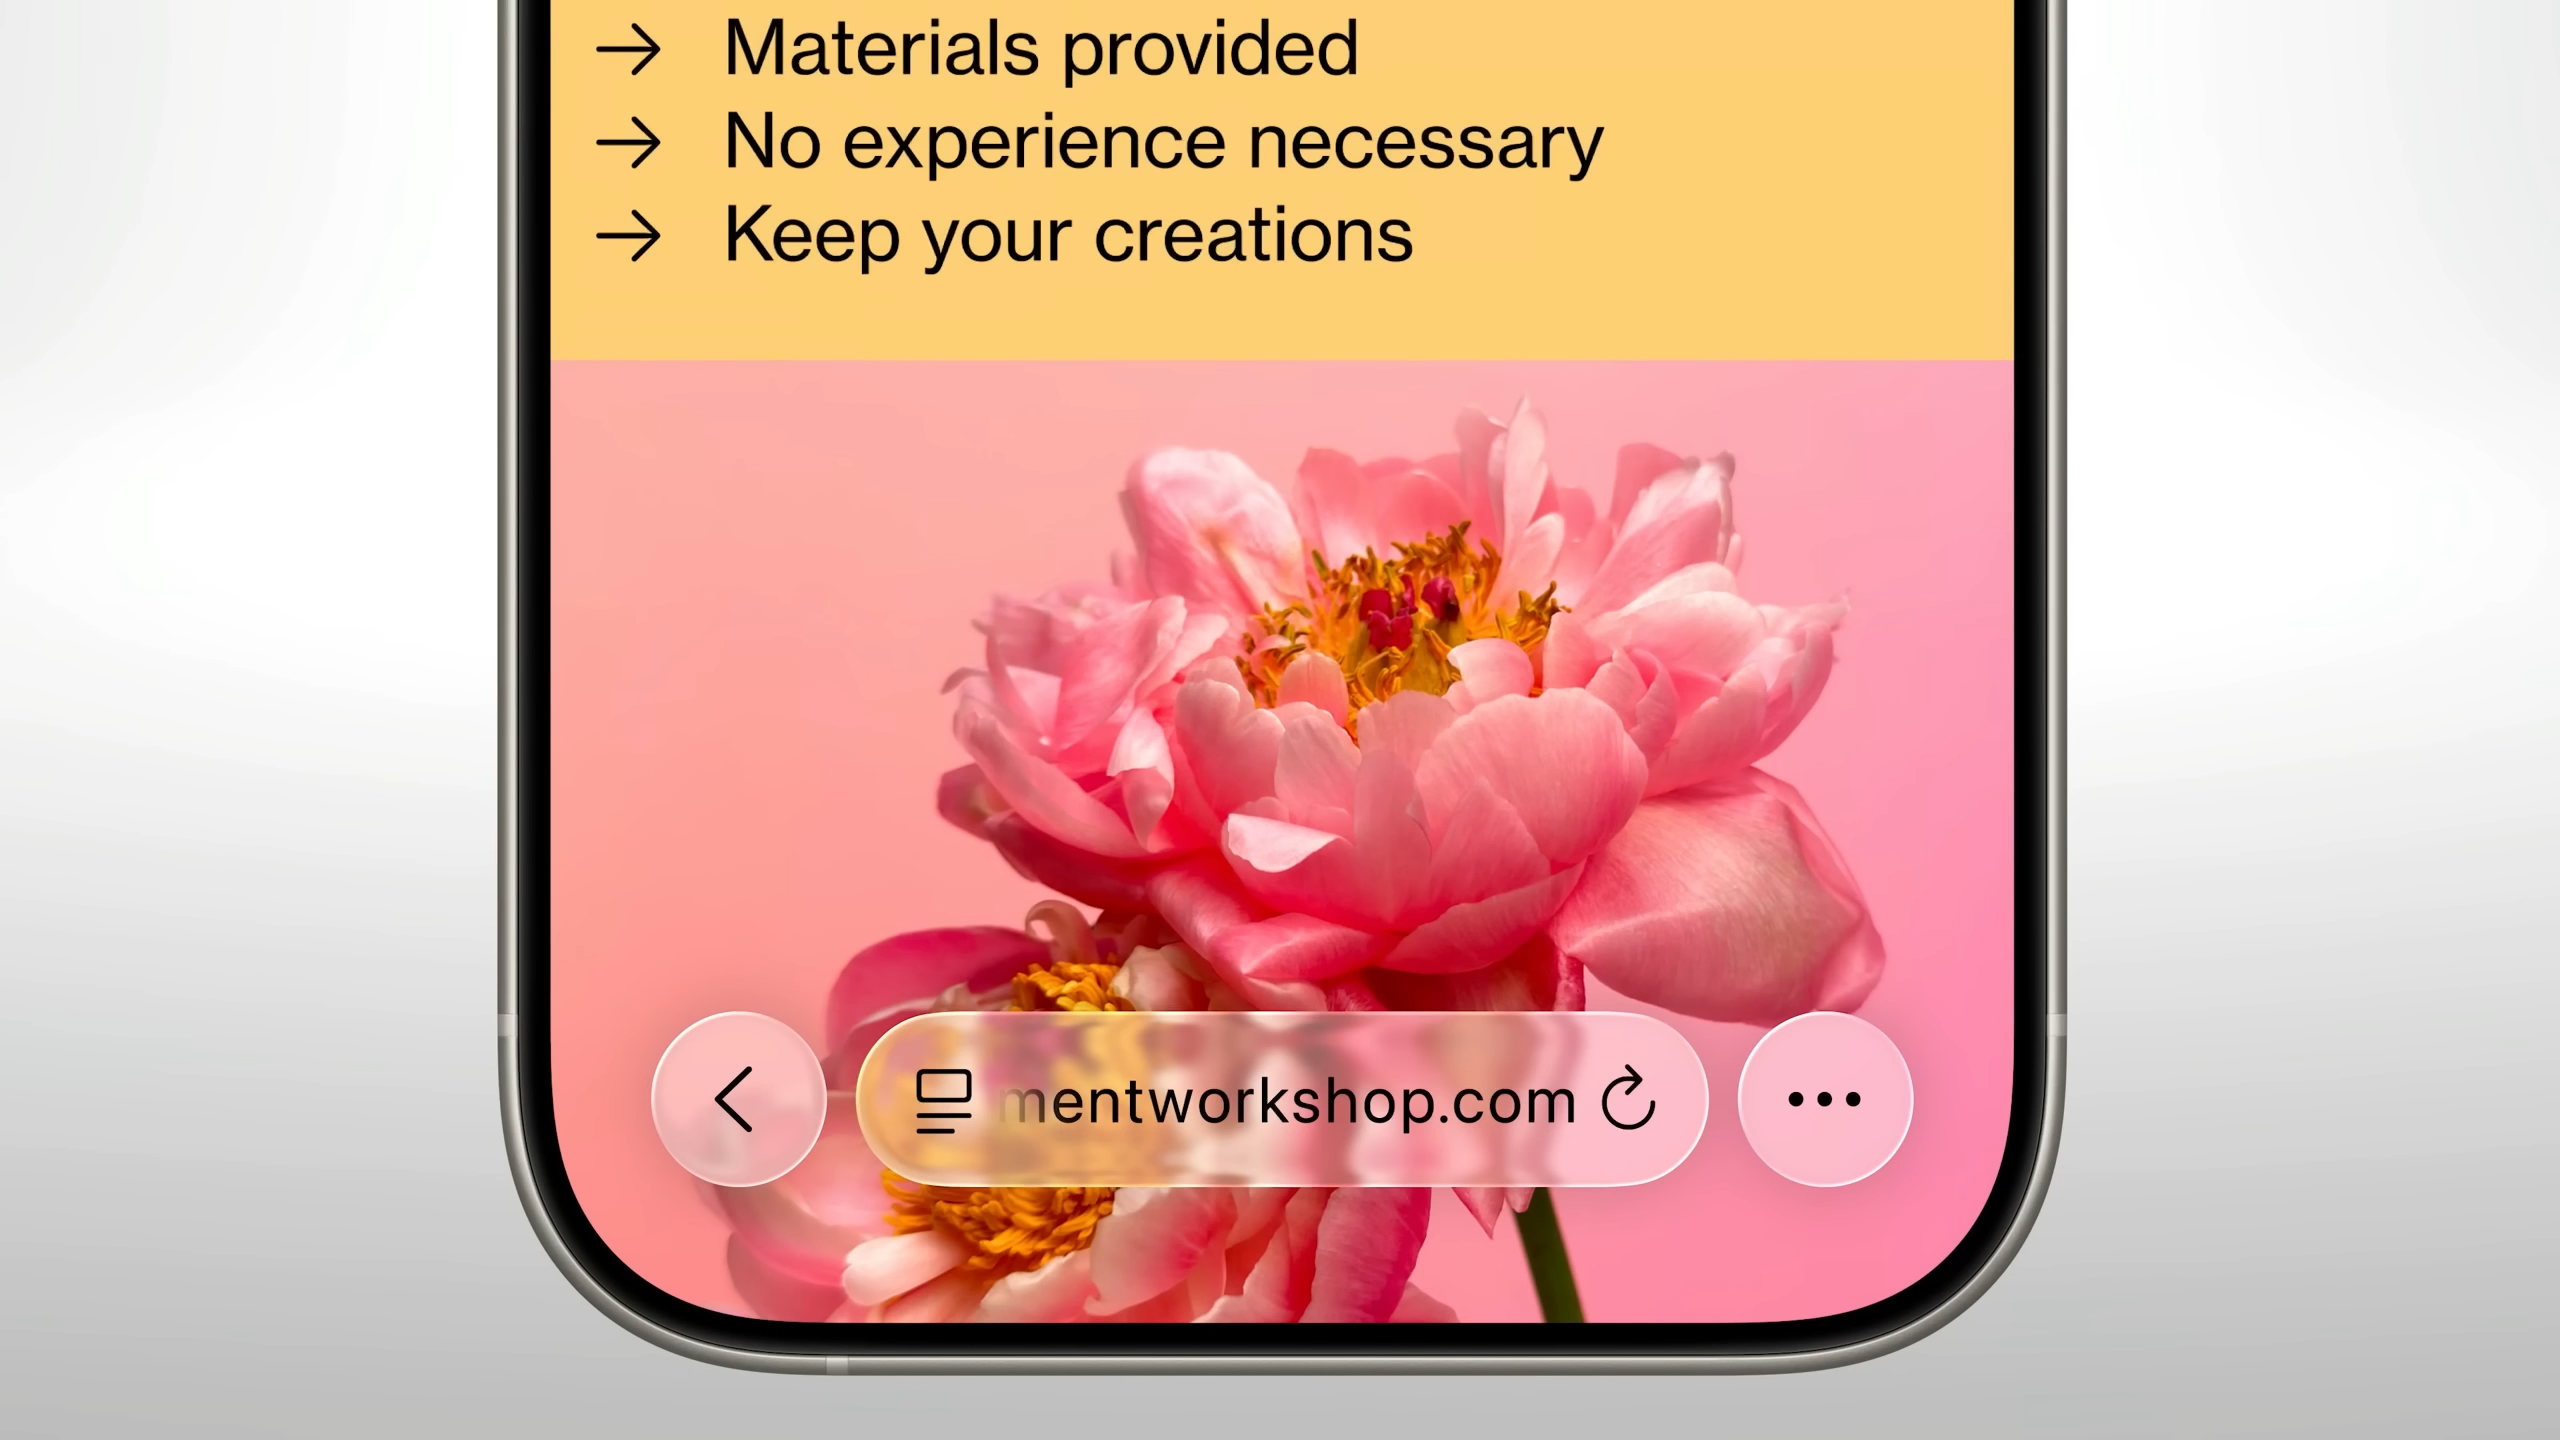 → Materials provided
→ No experience necessary
→ Keep your creations
mentworkshop.com